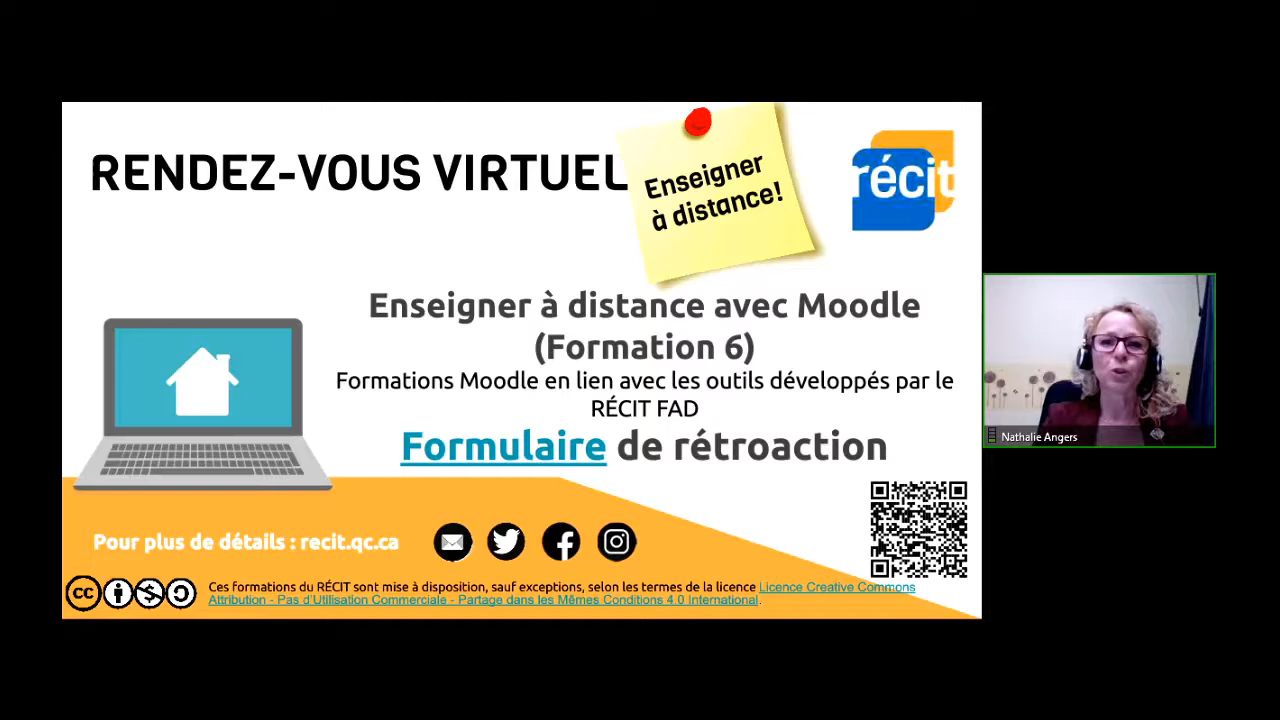 RENDEZ-VOUS VIRTUEL
Enseigner
à distance!
récit
Enseigner à distance avec Moodle
(Formation 6)
Formations Moodle en lien avec les outils développés par le
RÉCIT FAD
Formulaire de rétroaction
Nathalie Angers
Pour plus de détails : recit.qc.ca
cc
Ces formations du RÉCIT sont mise à disposition, sauf exceptions, selon les termes de la licence Licence Creative Commons
Attribution - Pas d'Utilisation Commerciale - Partage dans les Mêmes Conditions 4.0 International.